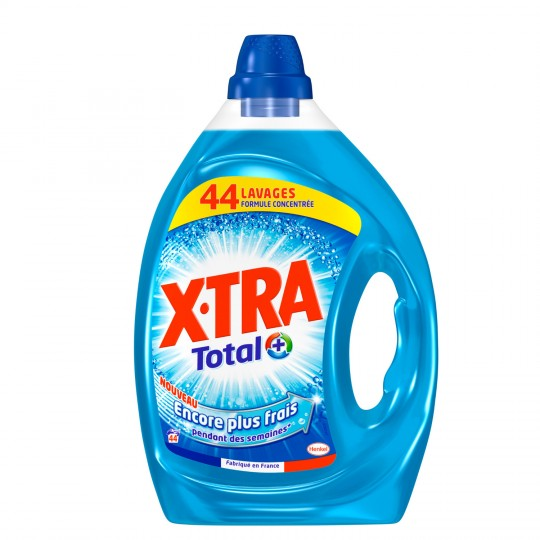 44 LAVAGES
FORMULE CONCENTRÉE
X•TRA
Total +
NOUVEAU
Encore plus frais
pendant des semaines*
44
Henkel
Fabriqué en France